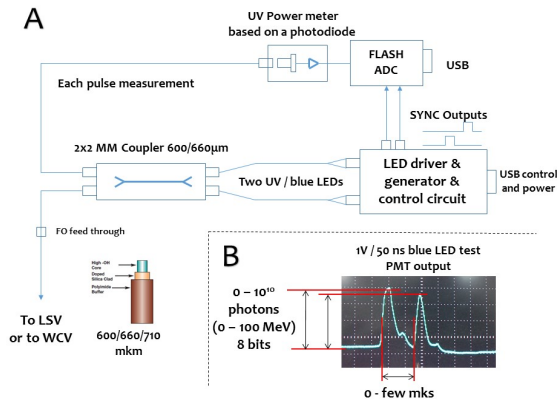 A
UV Power meter
based on a photodiode
FLASH
ADC
USB
Each pulse measurement
SYNC Outputs
2x2 MM Coupler 600/660µm
LED driver &
generator &
control circuit
USB control
and power
Two UV / blue LEDs
FO feed through
B
1V / 50 ns blue LED test
PMT output
High -OH
Core
Doped
Silica Clad
Polyimide
Buffer
0 – 10¹⁰
photons
(0 – 100 MeV)
8 bits
To LSV
or to WCV
600/660/710
mkm
0 - few mks